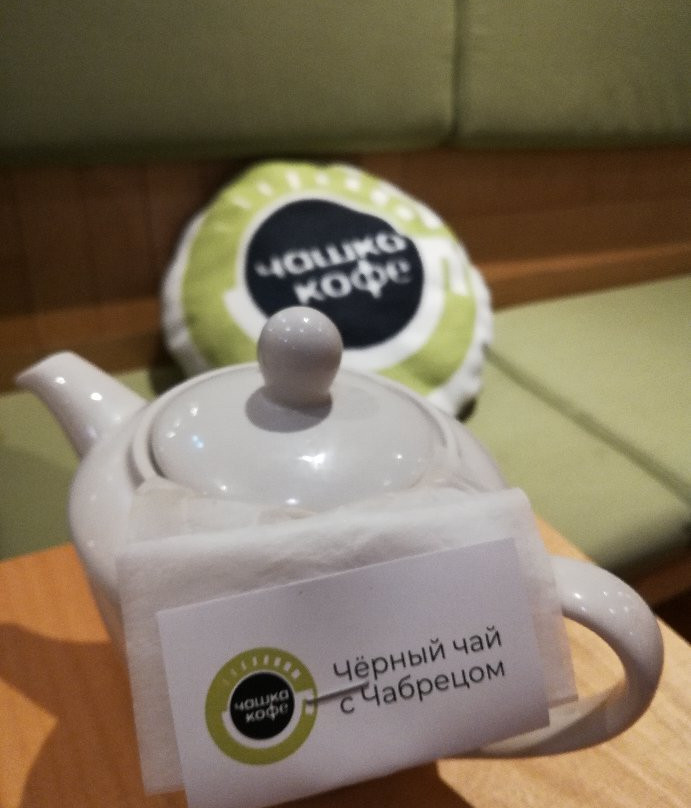 чашка
кофе
чашка
кофе
Чёрный чай
с Чабрецом